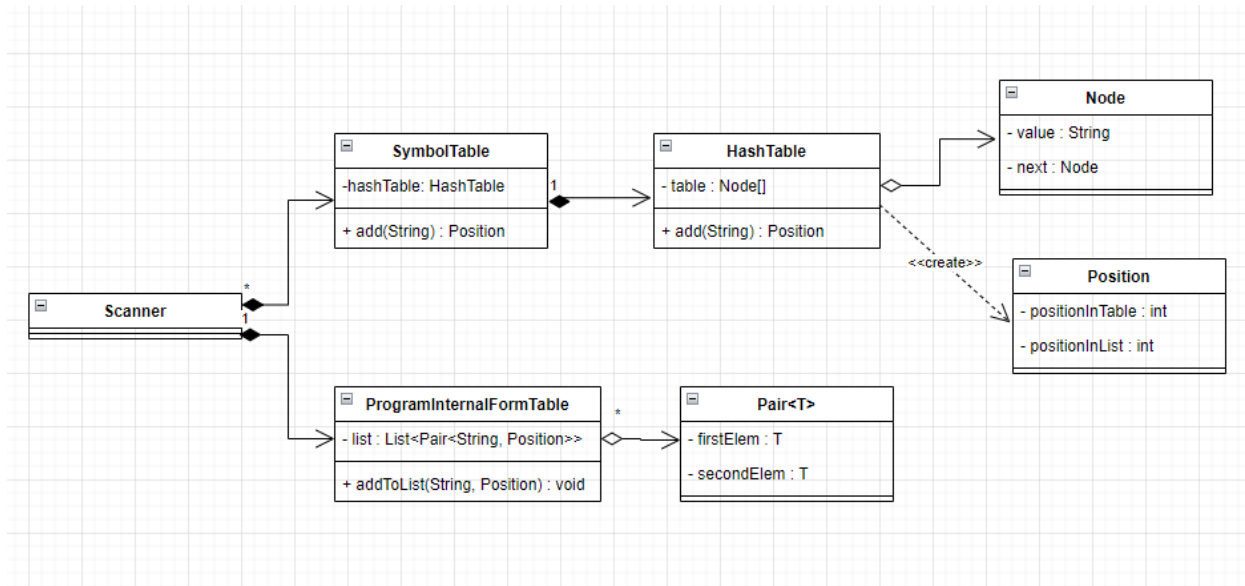 Node
- value : String
- next : Node
SymbolTable
-hashTable: HashTable
+ add(String) : Position
1
HashTable
- table : Node[]
+ add(String) : Position
<<create>>
Position
- positionInTable : int
- positionInList : int
Scanner
*
1
ProgramInternalFormTable
- list : List<Pair<String, Position>>
+ addToList(String, Position) : void
*
Pair<T>
- firstElem : T
- secondElem : T